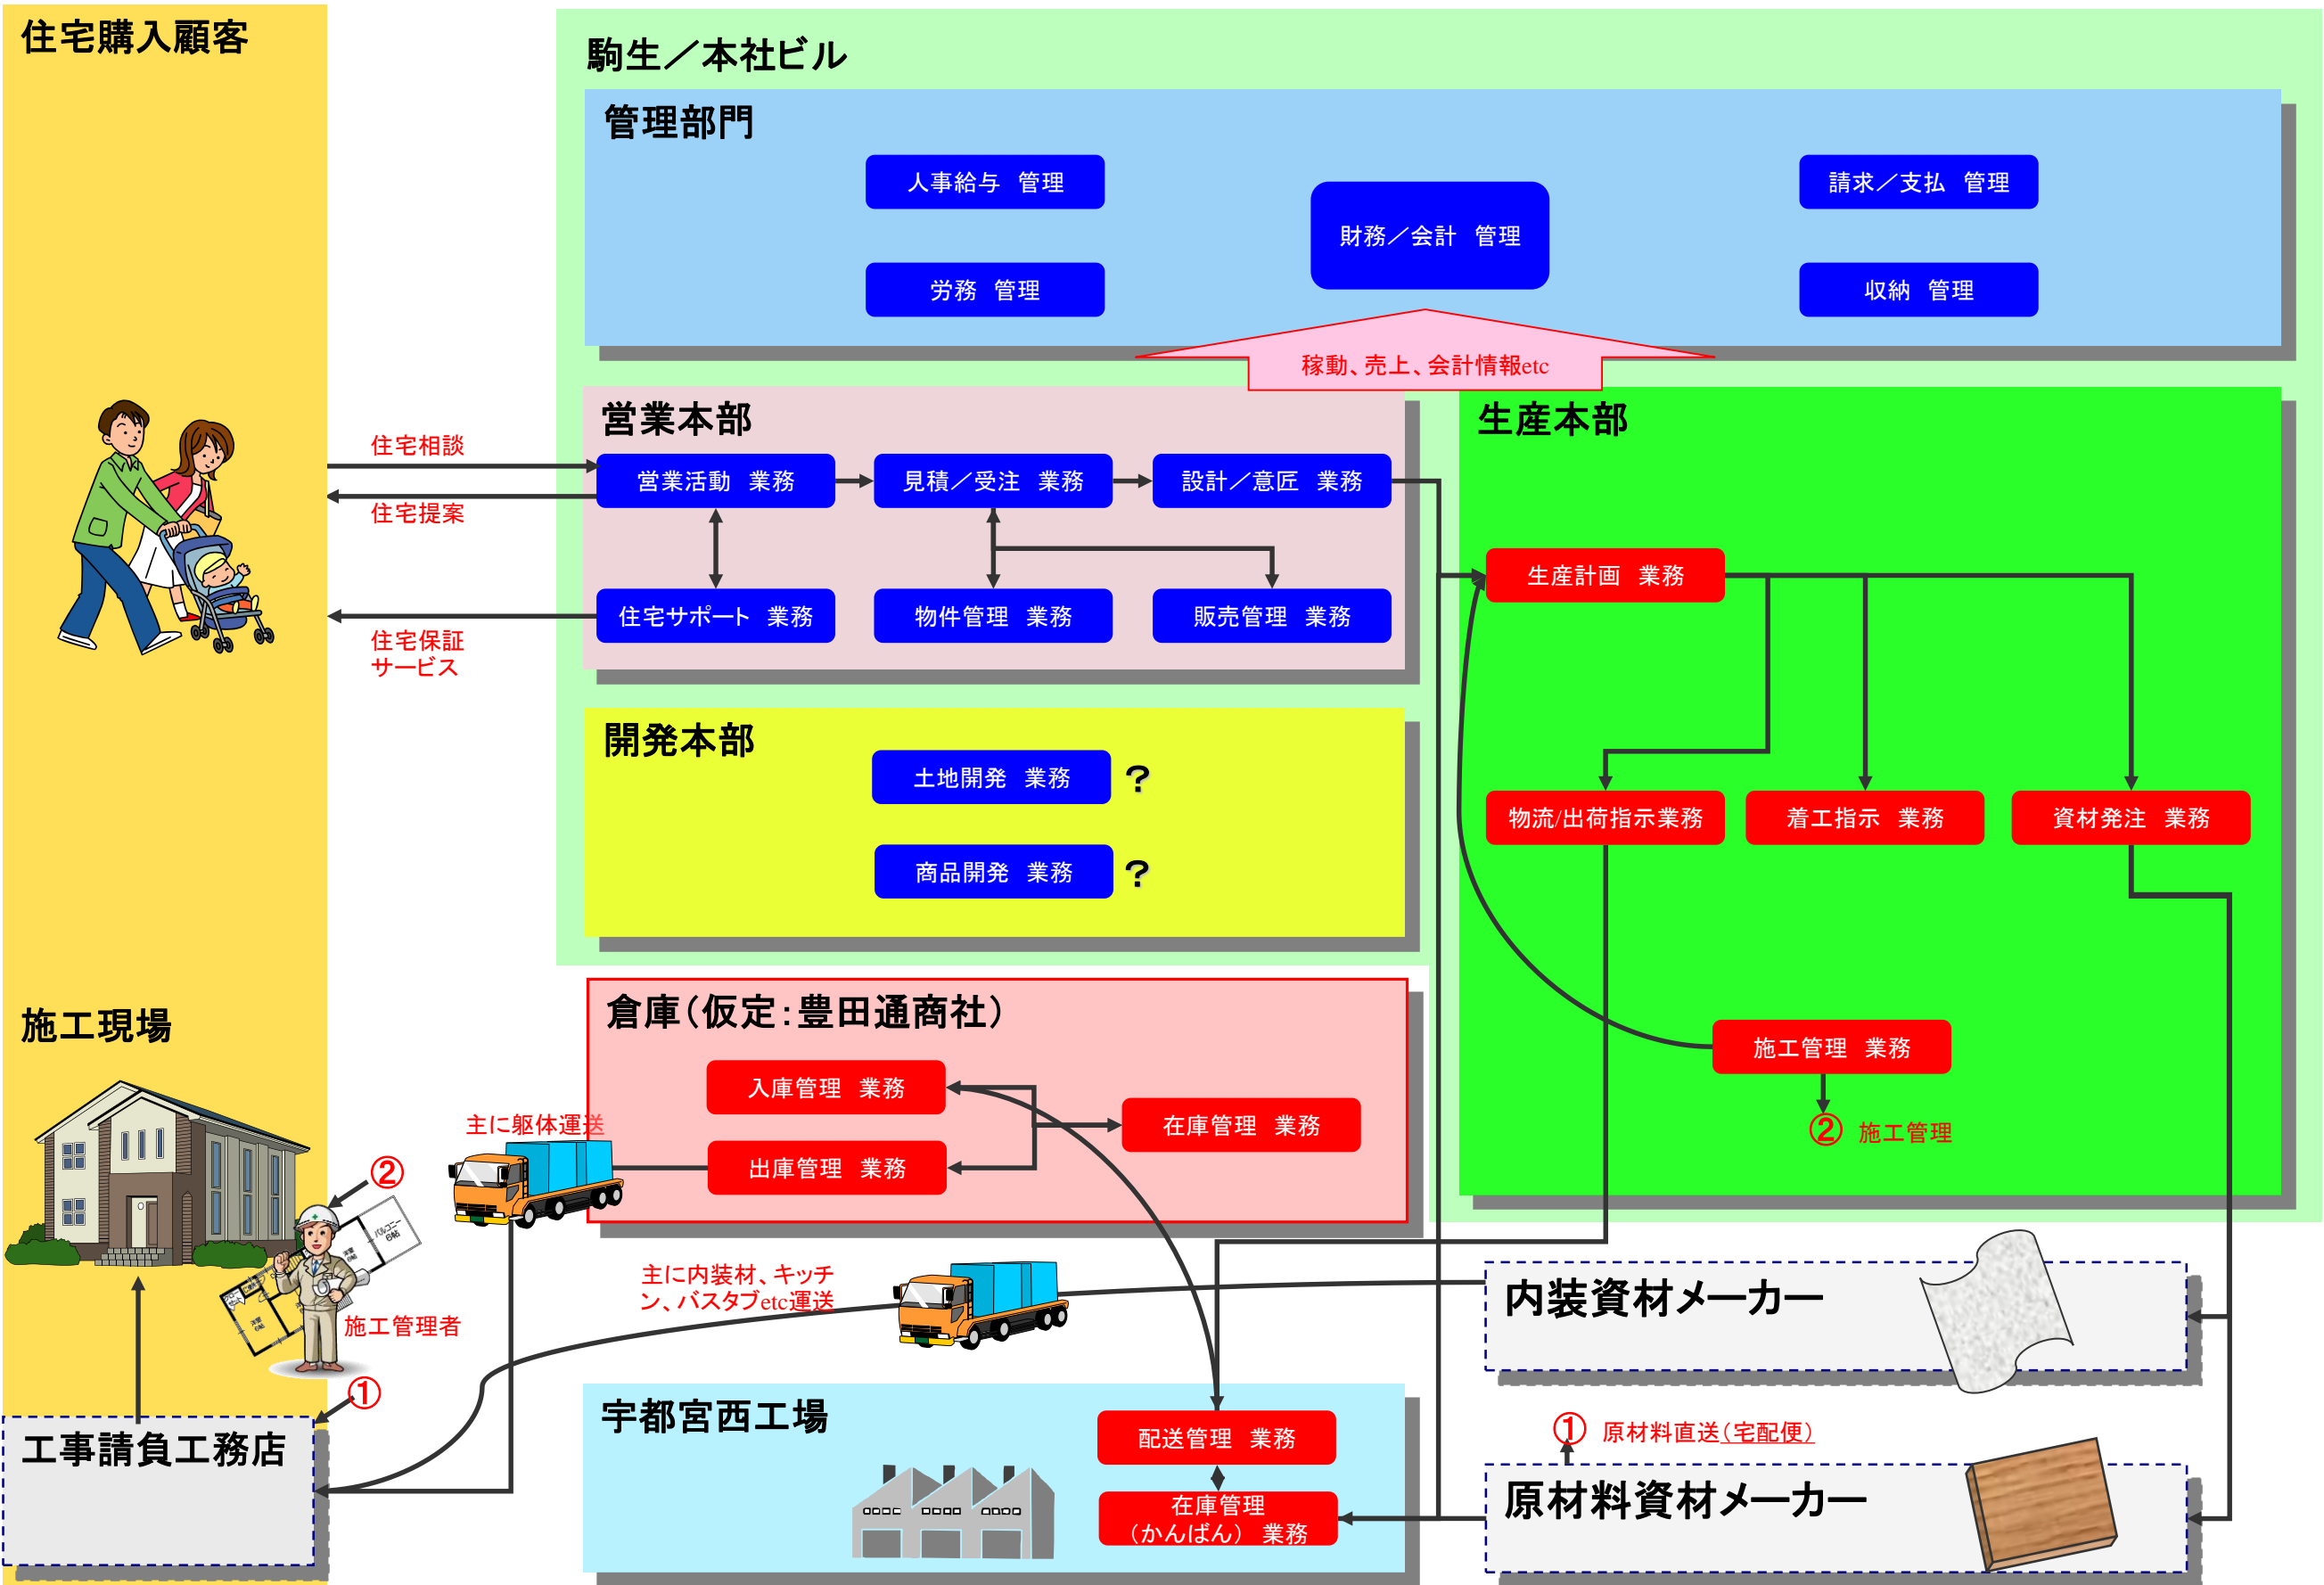 住宅購入顧客
駒生／本社ビル
管理部門
人事給与　管理
財務／会計　管理
請求／支払　管理
労務　管理
収納　管理
稼動、売上、会計情報etc
営業本部
生産本部
住宅相談
営業活動　業務
見積／受注　業務
設計／意匠　業務
住宅提案
生産計画　業務
住宅サポート　業務
物件管理　業務
販売管理　業務
住宅保証
サービス
開発本部
土地開発　業務
？
物流/出荷指示業務
着工指示　業務
資材発注　業務
商品開発　業務
？
倉庫（仮定：豊田通商社）
施工現場
施工管理　業務
入庫管理　業務
在庫管理　業務
主に躯体運送
② 施工管理
出庫管理　業務
②
バルコニー
6帖
洋室
6帖
洋室
6帖
施工管理者
主に内装材、キッチ
ン、バスタブetc運送
内装資材メーカー
①
宇都宮西工場
工事請負工務店
配送管理　業務
① 原材料直送（宅配便）
原材料資材メーカー
在庫管理
（かんばん）　業務